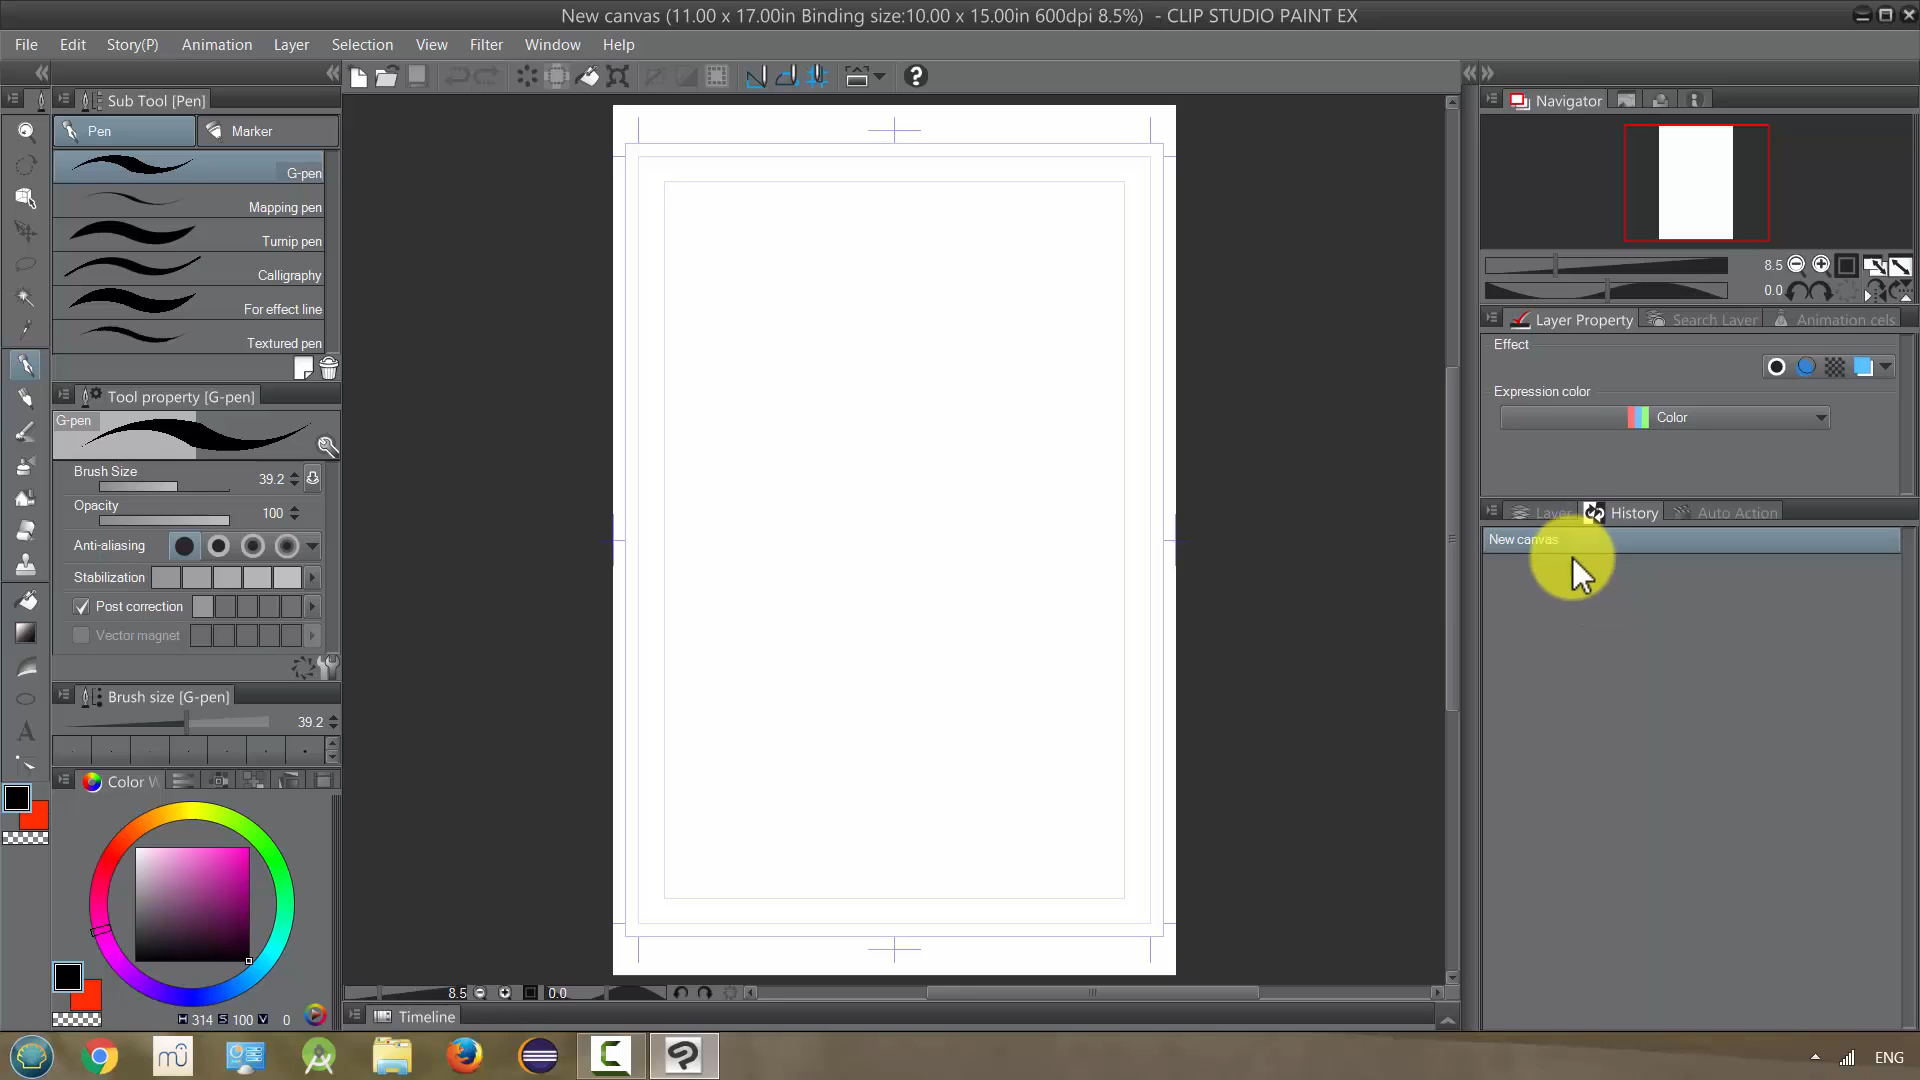 New canvas (11.00 x 17.00in Binding size:10.00 x 15.00in 600dpi 8.5%)  - CLIP STUDIO PAINT EX
File Edit Story(P) Animation Layer Selection View Filter Window Help
Sub Tool [Pen]
Pen Marker
G-pen
Mapping pen
Turnip pen
Calligraphy
For effect line
Textured pen
Tool property [G-pen]
G-pen
Brush Size 39.2
Opacity 100
Anti-aliasing
Stabilization
Post correction
Vector magnet
Brush size [G-pen]
39.2
Color W
H 314 S 100 V 0
8.5 0.0
Timeline
Navigator
8.5
0.0
Layer Property Search Layer Animation cels
Effect
Expression color
Color
Layer History Auto Action
New canvas
ENG